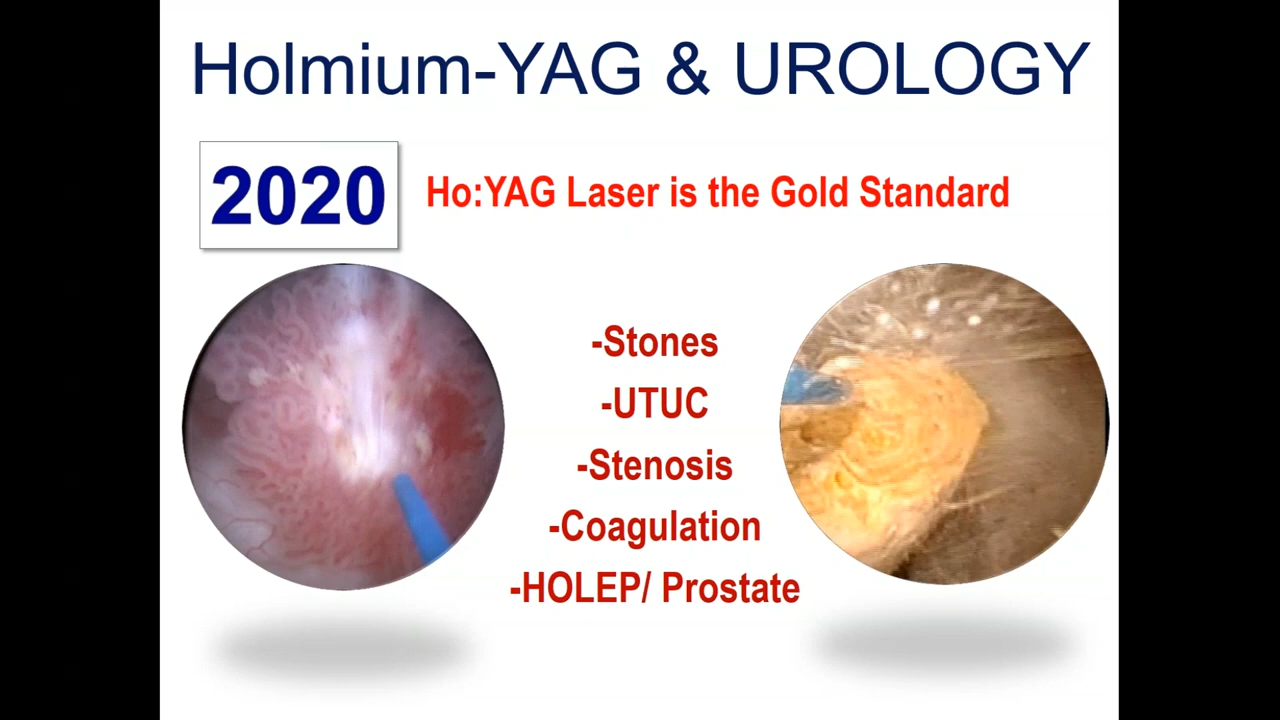 Holmium-YAG & UROLOGY
2020
Ho:YAG Laser is the Gold Standard
-Stones
-UTUC
-Stenosis
-Coagulation
-HOLEP/ Prostate